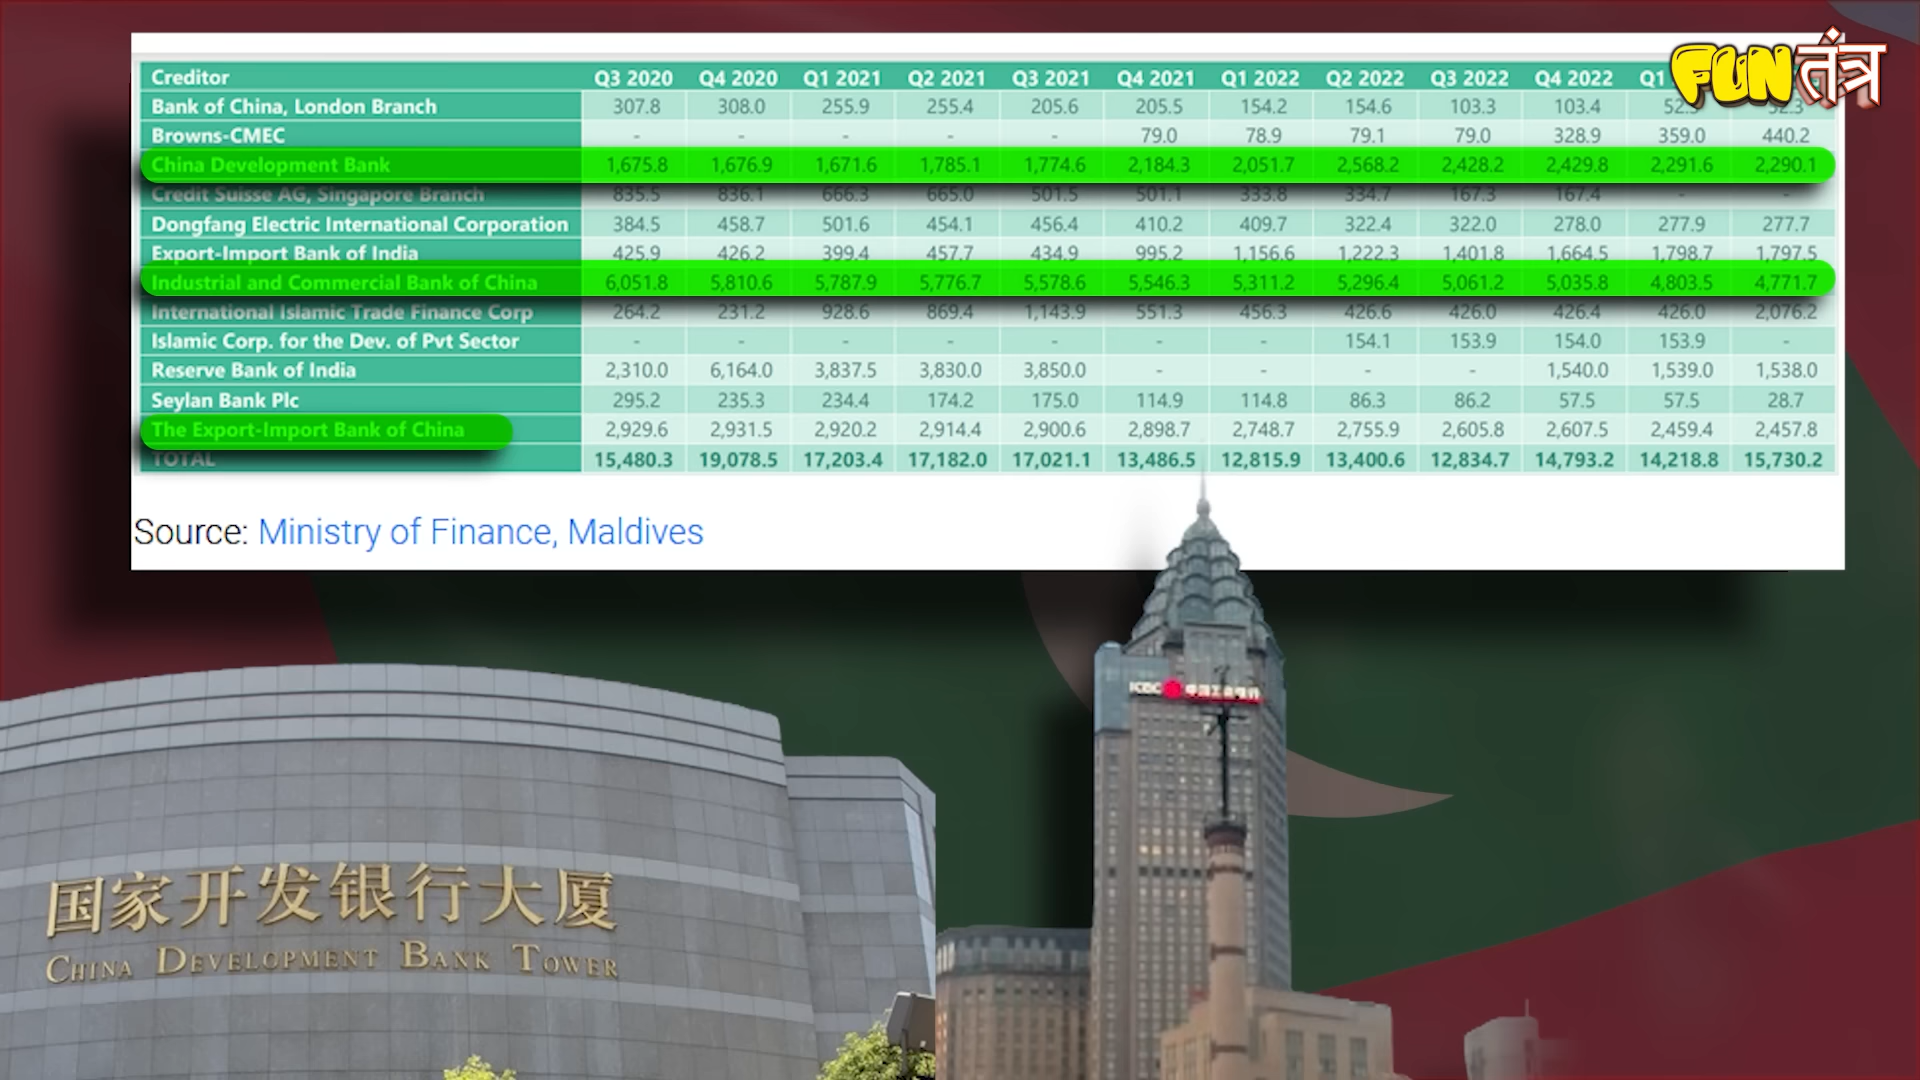 FUNतंत्र
Creditor Q3 2020 Q4 2020 Q1 2021 Q2 2021 Q3 2021 Q4 2021 Q1 2022 Q2 2022 Q3 2022 Q4 2022 Q1
Bank of China, London Branch 307.8 308.0 255.9 255.4 205.6 205.5 154.2 154.6 103.3 103.4
Browns-CMEC - - - - - 79.0 78.9 79.1 79.0 328.9 359.0 440.2
China Development Bank 1,675.8 1,676.9 1,671.6 1,785.1 1,774.6 2,184.3 2,051.7 2,568.2 2,428.2 2,429.8 2,291.6 2,290.1
Credit Suisse AG, Singapore Branch 835.5 836.1 666.3 665.0 501.5 501.1 333.8 334.7 167.3 167.4 - -
Dongfang Electric International Corporation 384.5 458.7 501.6 454.1 456.4 410.2 409.7 322.4 322.0 278.0 277.9 277.7
Export-Import Bank of India 425.9 426.2 399.4 457.7 434.9 995.2 1,156.6 1,222.3 1,401.8 1,664.5 1,798.7 1,797.5
Industrial and Commercial Bank of China 6,051.8 5,810.6 5,787.9 5,776.7 5,578.6 5,546.3 5,311.2 5,296.4 5,061.2 5,035.8 4,803.5 4,771.7
International Islamic Trade Finance Corp 264.2 231.2 928.6 869.4 1,143.9 551.3 456.3 426.6 426.0 426.4 426.0 2,076.2
Islamic Corp. for the Dev. of Pvt Sector - - - - - - - 154.1 153.9 154.0 153.9 -
Reserve Bank of India 2,310.0 6,164.0 3,837.5 3,830.0 3,850.0 - - - - 1,540.0 1,539.0 1,538.0
Seylan Bank Plc 295.2 235.3 234.4 174.2 175.0 114.9 114.8 86.3 86.2 57.5 57.5 28.7
The Export-Import Bank of China 2,929.6 2,931.5 2,920.2 2,914.4 2,900.6 2,898.7 2,748.7 2,755.9 2,605.8 2,607.5 2,459.4 2,457.8
TOTAL 15,480.3 19,078.5 17,203.4 17,182.0 17,021.1 13,486.5 12,815.9 13,400.6 12,834.7 14,793.2 14,218.8 15,730.2
Source: Ministry of Finance, Maldives
ICBC 中国工商银行
国家开发银行大厦
CHINA DEVELOPMENT BANK TOWER